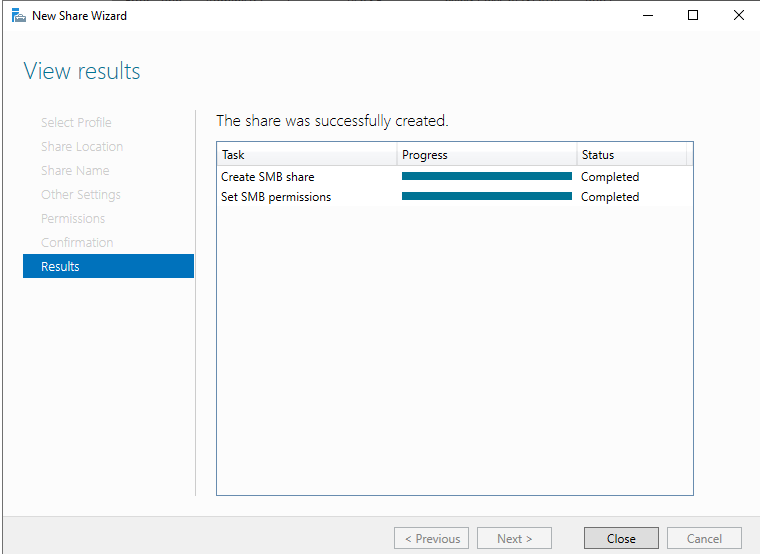 New Share Wizard
View results
Select Profile
Share Location
Share Name
Other Settings
Permissions
Confirmation
Results
The share was successfully created.
Task Progress Status
Create SMB share Completed
Set SMB permissions Completed
< Previous Next > Close Cancel